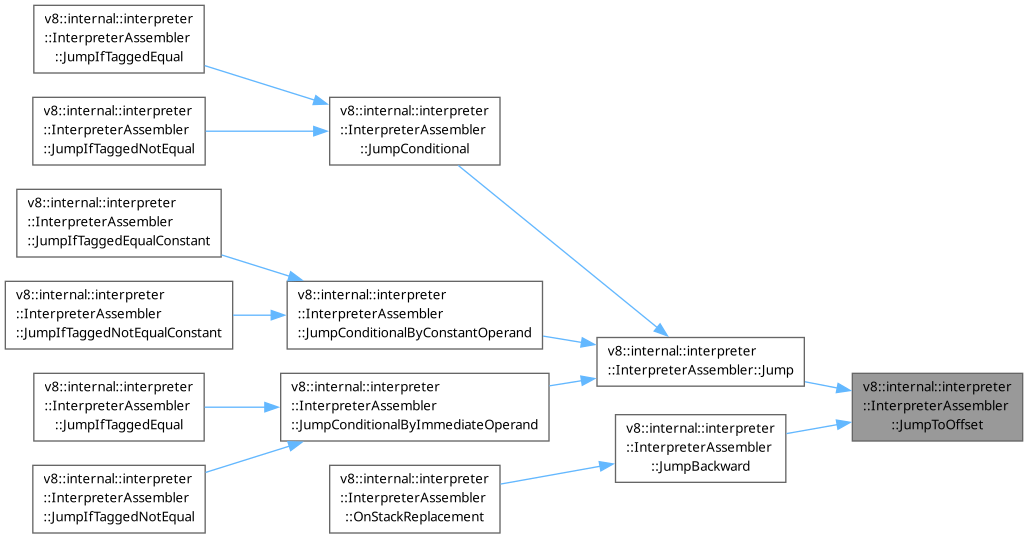 v8::internal::interpreter
::InterpreterAssembler
::JumpIfTaggedEqual
v8::internal::interpreter
::InterpreterAssembler
::JumpIfTaggedNotEqual
v8::internal::interpreter
::InterpreterAssembler
::JumpConditional
v8::internal::interpreter
::InterpreterAssembler
::JumpIfTaggedEqualConstant
v8::internal::interpreter
::InterpreterAssembler
::JumpIfTaggedNotEqualConstant
v8::internal::interpreter
::InterpreterAssembler
::JumpConditionalByConstantOperand
v8::internal::interpreter
::InterpreterAssembler::Jump
v8::internal::interpreter
::InterpreterAssembler
::JumpToOffset
v8::internal::interpreter
::InterpreterAssembler
::JumpIfTaggedEqual
v8::internal::interpreter
::InterpreterAssembler
::JumpConditionalByImmediateOperand
v8::internal::interpreter
::InterpreterAssembler
::JumpBackward
v8::internal::interpreter
::InterpreterAssembler
::JumpIfTaggedNotEqual
v8::internal::interpreter
::InterpreterAssembler
::OnStackReplacement